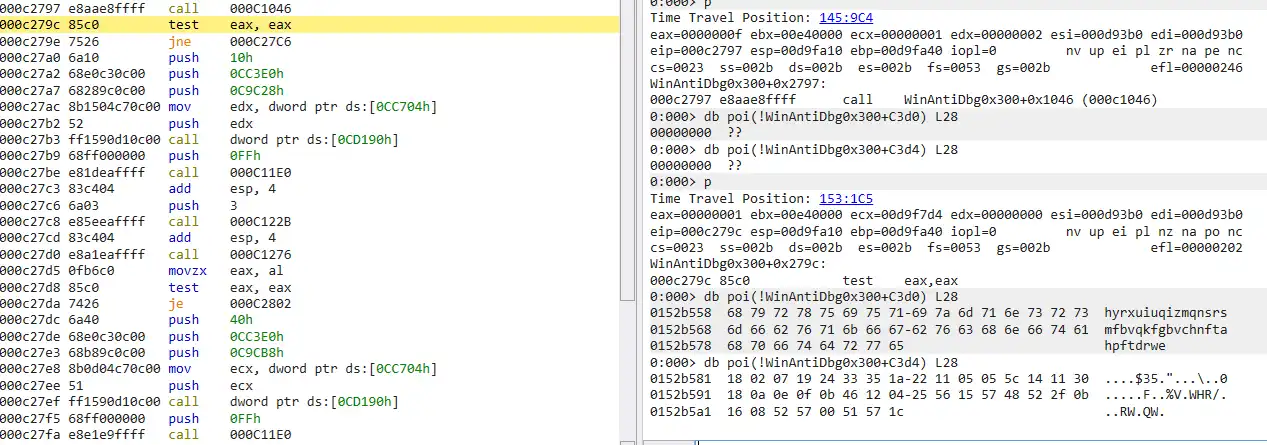 000c2797 e8aae8ffff call 000C1046
000c279c 85c0 test eax, eax
000c279e 7526 jne 000C27C6
000c27a0 6a10 push 10h
000c27a2 68e0c30c00 push 0CC3E0h
000c27a7 68289c0c00 push 0C9C28h
000c27ac 8b1504c70c00 mov edx, dword ptr ds:[0CC704h]
000c27b2 52 push edx
000c27b3 ff1590d10c00 call dword ptr ds:[0CD190h]
000c27b9 68ff000000 push 0FFh
000c27be e81deaffff call 000C11E0
000c27c3 83c404 add esp, 4
000c27c6 6a03 push 3
000c27c8 e85eeaffff call 000C122B
000c27cd 83c404 add esp, 4
000c27d0 e8a1eaffff call 000C1276
000c27d5 0fb6c0 movzx eax, al
000c27d8 85c0 test eax, eax
000c27da 7426 je 000C2802
000c27dc 6a40 push 40h
000c27de 68e0c30c00 push 0CC3E0h
000c27e3 68b89c0c00 push 0C9CB8h
000c27e8 8b0d04c70c00 mov ecx, dword ptr ds:[0CC704h]
000c27ee 51 push ecx
000c27ef ff1590d10c00 call dword ptr ds:[0CD190h]
000c27f5 68ff000000 push 0FFh
000c27fa e8e1e9ffff call 000C11E0
0:000> p
Time Travel Position: 145:9C4
eax=0000000f ebx=00e40000 ecx=00000001 edx=00000002 esi=000d93b0 edi=000d93b0
eip=000c2797 esp=00d9fa10 ebp=00d9fa40 iopl=0 nv up ei pl zr na pe nc
cs=0023 ss=002b ds=002b es=002b fs=0053 gs=002b efl=00000246
WinAntiDbg0x300+0x2797:
000c2797 e8aae8ffff call WinAntiDbg0x300+0x1046 (000c1046)
0:000> db poi(!WinAntiDbg0x300+C3d0) L28
00000000 ??
0:000> db poi(!WinAntiDbg0x300+C3d4) L28
00000000 ??
0:000> p
Time Travel Position: 153:1C5
eax=00000001 ebx=00e40000 ecx=00d9f7d4 edx=00000000 esi=000d93b0 edi=000d93b0
eip=000c279c esp=00d9fa10 ebp=00d9fa40 iopl=0 nv up ei pl nz na po nc
cs=0023 ss=002b ds=002b es=002b fs=0053 gs=002b efl=00000202
WinAntiDbg0x300+0x279c:
000c279c 85c0 test eax,eax
0:000> db poi(!WinAntiDbg0x300+C3d0) L28
0152b558 68 79 72 78 75 69 75 71-69 7a 6d 71 6e 73 72 73 hyrxuiuqizmqnsrs
0152b568 6d 66 62 76 71 6b 66 67-62 76 63 68 6e 66 74 61 mfbvqkfgbvchnfta
0152b578 68 70 66 74 64 72 77 65 hpftdrwe
0:000> db poi(!WinAntiDbg0x300+C3d4) L28
0152b581 18 02 07 19 24 33 35 1a-22 11 05 05 5c 14 11 30 ....$35."...\..0
0152b591 18 0a 0e 0f 0b 46 12 04-25 56 15 57 48 52 2f 0b .....F..%V.WHR/.
0152b5a1 16 08 52 57 00 51 57 1c ..RW.QW.